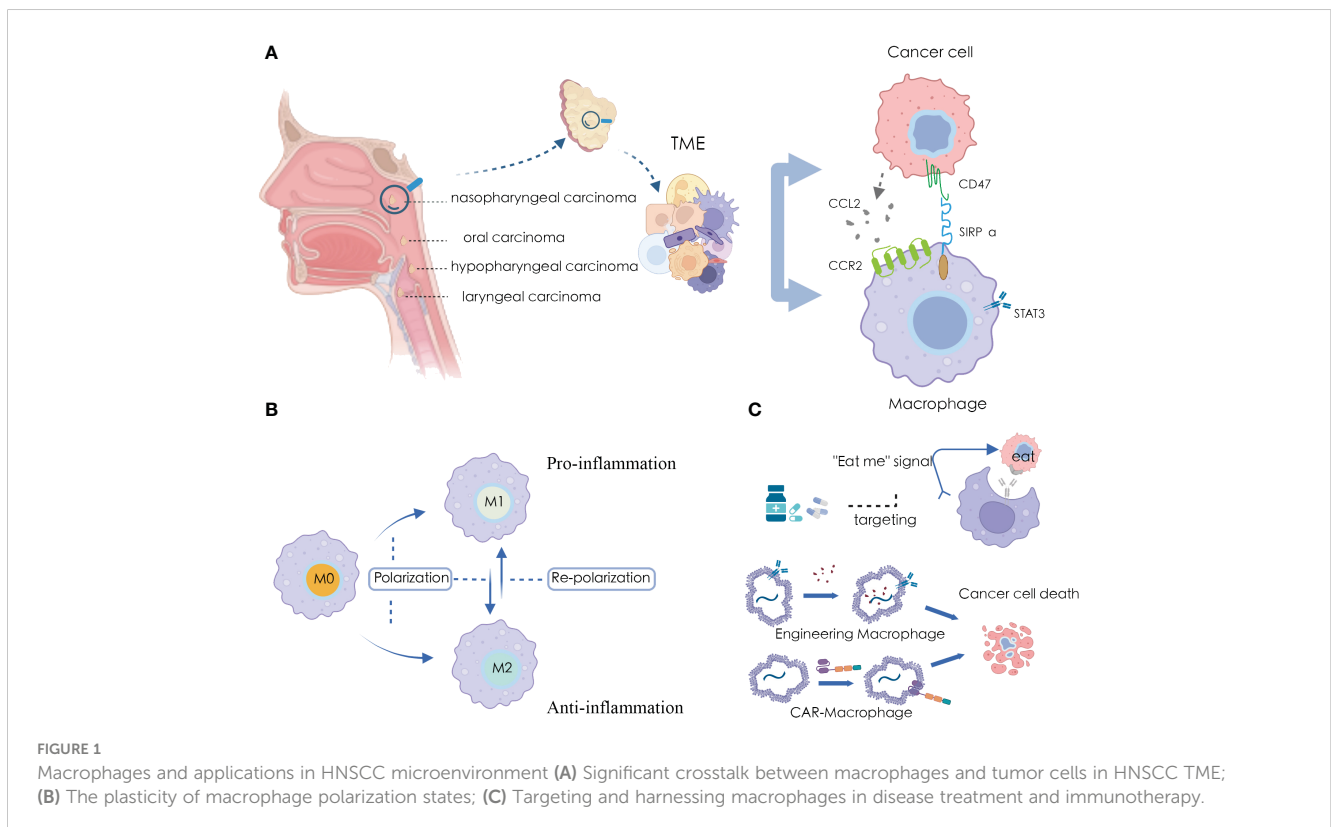 A
Cancer cell
TME
nasopharyngeal carcinoma
oral carcinoma
hypopharyngeal carcinoma
laryngeal carcinoma
CD47
CCL2
SIRP a
CCR2
STAT3
Macrophage
B
Pro-inflammation
M1
M0
Polarization
Re-polarization
M2
Anti-inflammation
C
"Eat me" signal
eat
targeting
Engineering Macrophage
Cancer cell death
CAR-Macrophage
FIGURE 1
Macrophages and applications in HNSCC microenvironment (A) Significant crosstalk between macrophages and tumor cells in HNSCC TME;
(B) The plasticity of macrophage polarization states; (C) Targeting and harnessing macrophages in disease treatment and immunotherapy.